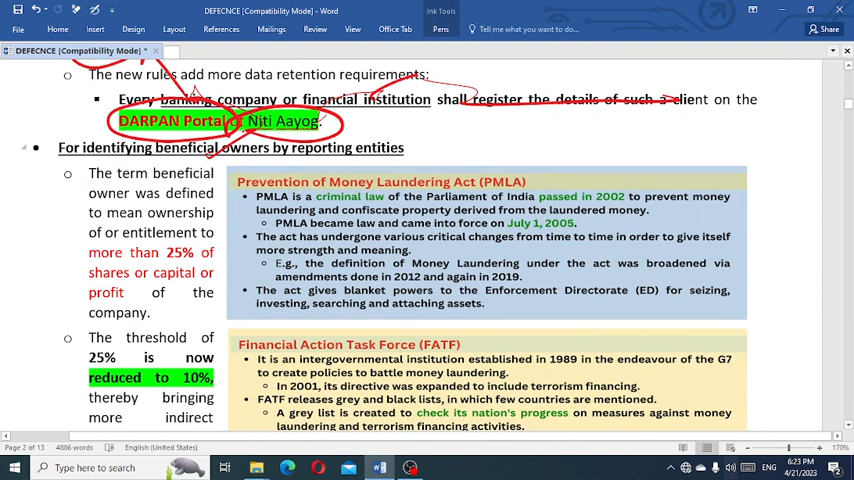 DEFECNCE [Compatibility Mode] - Word
Ink Tools
File Home Insert Draw Design Layout References Mailings Review View Office Tab Pens Tell me what you want to do Share
DEFECNCE [Compatibility Mode] *
o The new rules add more data retention requirements:
▪ Every banking company or financial institution shall register the details of such a client on the
DARPAN Portal of Niti Aayog.
• For identifying beneficial owners by reporting entities
o The term beneficial
owner was defined
to mean ownership
of or entitlement to
more than 25% of
shares or capital or
profit of the
company.
o The threshold of
25% is now
reduced to 10%,
thereby bringing
more indirect
Prevention of Money Laundering Act (PMLA)
• PMLA is a criminal law of the Parliament of India passed in 2002 to prevent money
laundering and confiscate property derived from the laundered money.
o PMLA became law and came into force on July 1, 2005.
• The act has undergone various critical changes from time to time in order to give itself
more strength and meaning.
o E.g., the definition of Money Laundering under the act was broadened via
amendments done in 2012 and again in 2019.
• The act gives blanket powers to the Enforcement Directorate (ED) for seizing,
investing, searching and attaching assets.
Financial Action Task Force (FATF)
• It is an intergovernmental institution established in 1989 in the endeavour of the G7
to create policies to battle money laundering.
o In 2001, its directive was expanded to include terrorism financing.
• FATF releases grey and black lists, in which few countries are mentioned.
o A grey list is created to check its nation's progress on measures against money
laundering and terrorism financing activities.
Page 2 of 13 4886 words English (United States) 170%
Type here to search
ENG
6:23 PM
4/21/2023
2